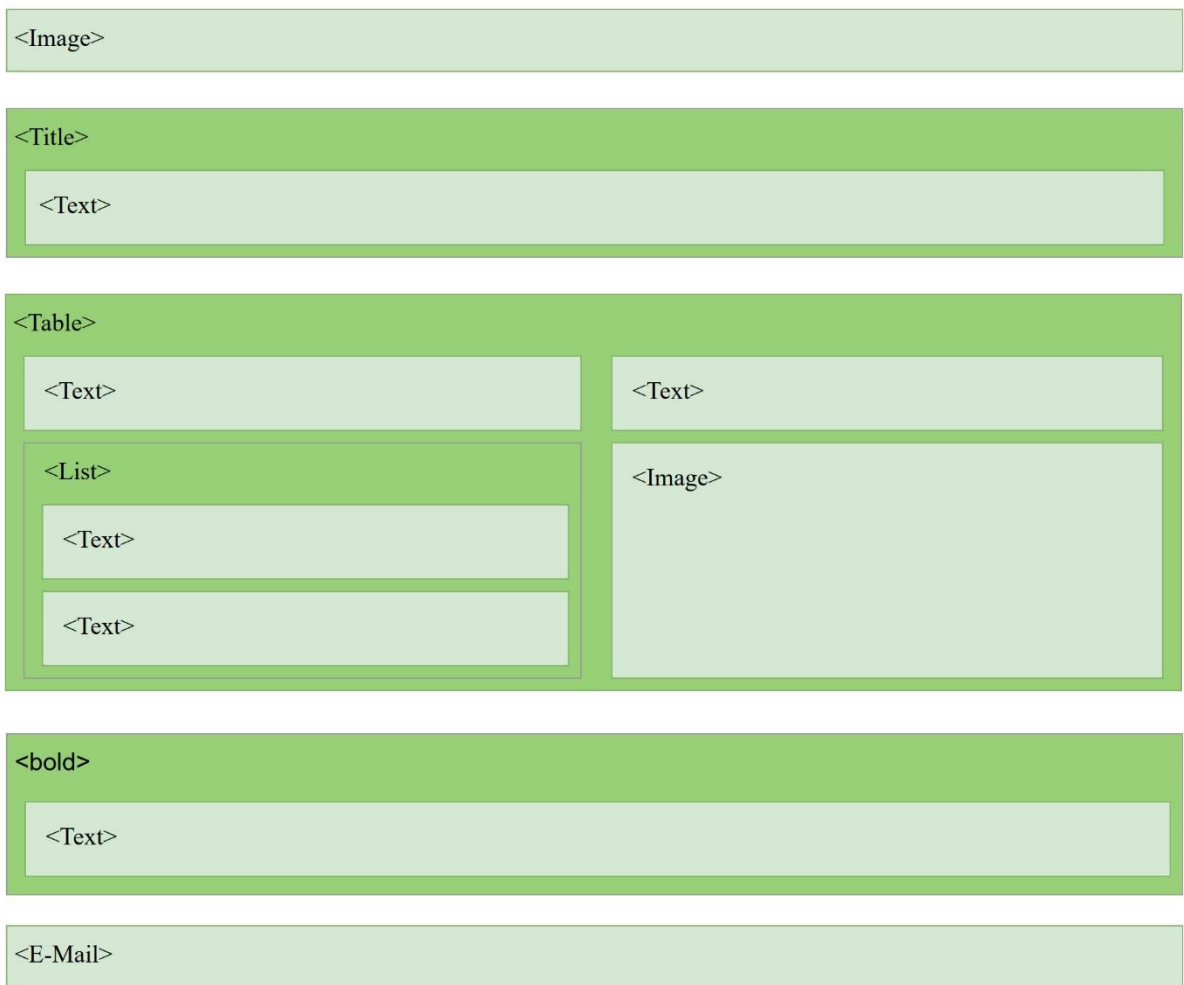 <Image>
<Title>
<Text>
<Table>
<Text> <Text>
<List> <Image>
<Text>
<Text>
<bold>
<Text>
<E-Mail>